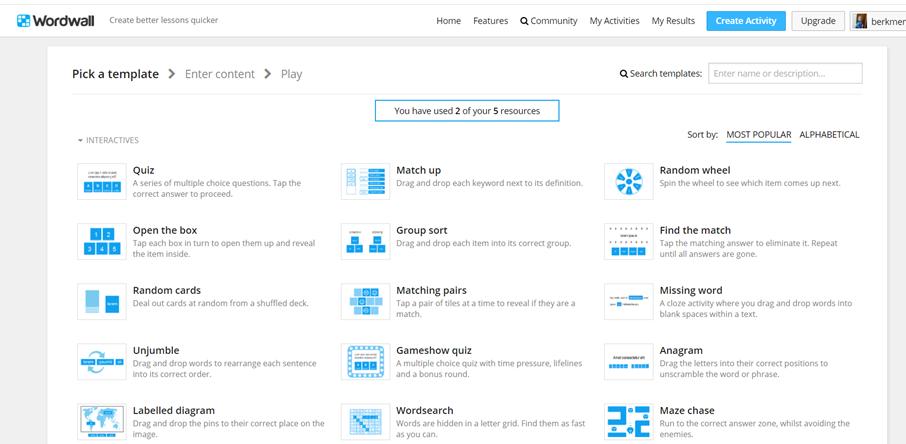 Wordwall Create better lessons quicker Home Features Community My Activities My Results Create Activity Upgrade berkmen
Pick a template Enter content Play Search templates: Enter name or description...
You have used 2 of your 5 resources
INTERACTIVES Sort by: MOST POPULAR ALPHABETICAL
Quiz
A series of multiple choice questions. Tap the
correct answer to proceed.
Match up
Drag and drop each keyword next to its definition.
Random wheel
Spin the wheel to see which item comes up next.
Open the box
Tap each box in turn to open them up and reveal
the item inside.
Group sort
Drag and drop each item into its correct group.
Find the match
Tap the matching answer to eliminate it. Repeat
until all answers are gone.
Random cards
Deal out cards at random from a shuffled deck.
Matching pairs
Tap a pair of tiles at a time to reveal if they are a
match.
Missing word
A cloze activity where you drag and drop words into
blank spaces within a text.
Unjumble
Drag and drop words to rearrange each sentence
into its correct order.
Gameshow quiz
A multiple choice quiz with time pressure, lifelines
and a bonus round.
Anagram
Drag the letters into their correct positions to
unscramble the word or phrase.
Labelled diagram
Drag and drop the pins to their correct place on the
image.
Wordsearch
Words are hidden in a letter grid. Find them as fast
as you can.
Maze chase
Run to the correct answer zone, whilst avoiding the
enemies.